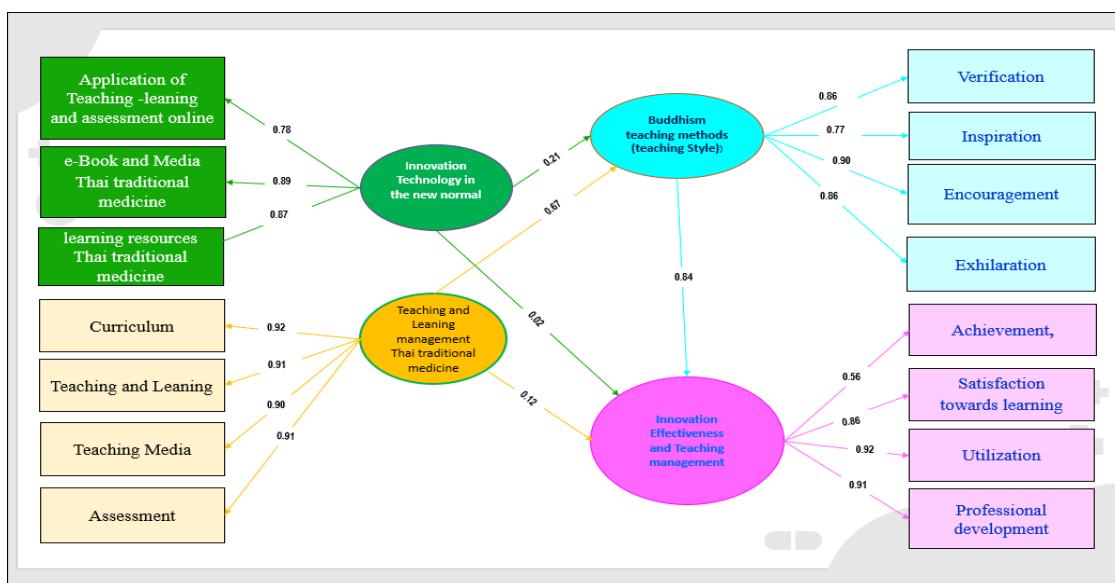 Application of
Teaching -leaning
and assessment online
e-Book and Media
Thai traditional
medicine
learning resources
Thai traditional
medicine
Curriculum
Teaching and Leaning
Teaching Media
Assessment
0.78
0.89
0.87
0.92
0.91
0.90
0.91
Innovation
Technology in
the new normal
Teaching and
Leaning
management
Thai traditional
medicine
0.21
0.67
0.02
0.12
Buddhism
teaching methods
(teaching Style))
0.84
Innovation
Effectiveness
and Teaching
management
0.86
0.77
0.90
0.86
0.56
0.86
0.92
0.91
Verification
Inspiration
Encouragement
Exhilaration
Achievement,
Satisfaction
towards learning
Utilization
Professional
development